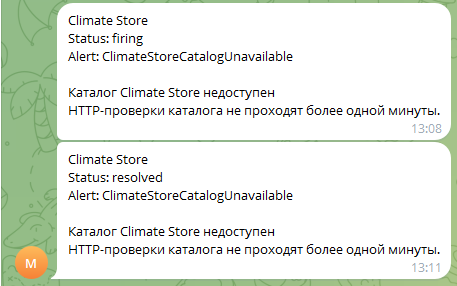 Climate Store
Status: firing
Alert: ClimateStoreCatalogUnavailable
Каталог Climate Store недоступен
HTTP-проверки каталога не проходят более одной минуты.
13:08
Climate Store
Status: resolved
Alert: ClimateStoreCatalogUnavailable
Каталог Climate Store недоступен
HTTP-проверки каталога не проходят более одной минуты.
13:11
М